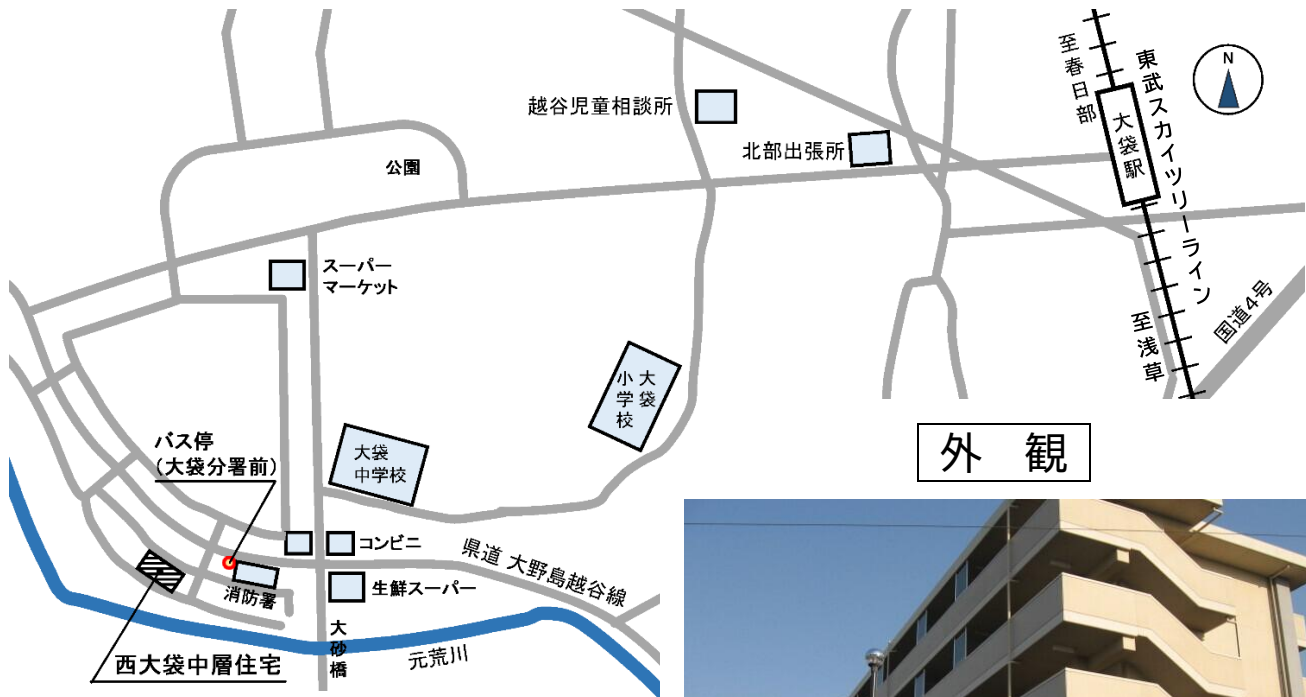 至春日部
東武スカイツリーライン
N
大袋駅
越谷児童相談所
北部出張所
公園
スーパー
マーケット
至浅草
国道4号
大袋
小学校
大袋
中学校
バス停
(大袋分署前)
コンビニ
県道 大野島越谷線
消防署
生鮮スーパー
大砂橋
元荒川
西大袋中層住宅
外 観